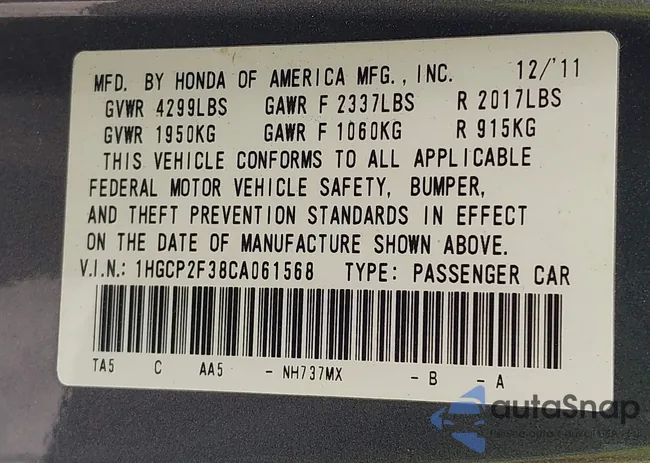 MFD. BY HONDA OF AMERICA MFG., INC. 12/'11
GVWR 4299LBS GAWR F 2337LBS R 2017LBS
GVWR 1950KG GAWR F 1060KG R 915KG
THIS VEHICLE CONFORMS TO ALL APPLICABLE
FEDERAL MOTOR VEHICLE SAFETY, BUMPER,
AND THEFT PREVENTION STANDARDS IN EFFECT
ON THE DATE OF MANUFACTURE SHOWN ABOVE.
V.I.N.: 1HGCP2F38CA061568 TYPE: PASSENGER CAR
TA5 C AA5 - NH737MX - B - A
autaSnap